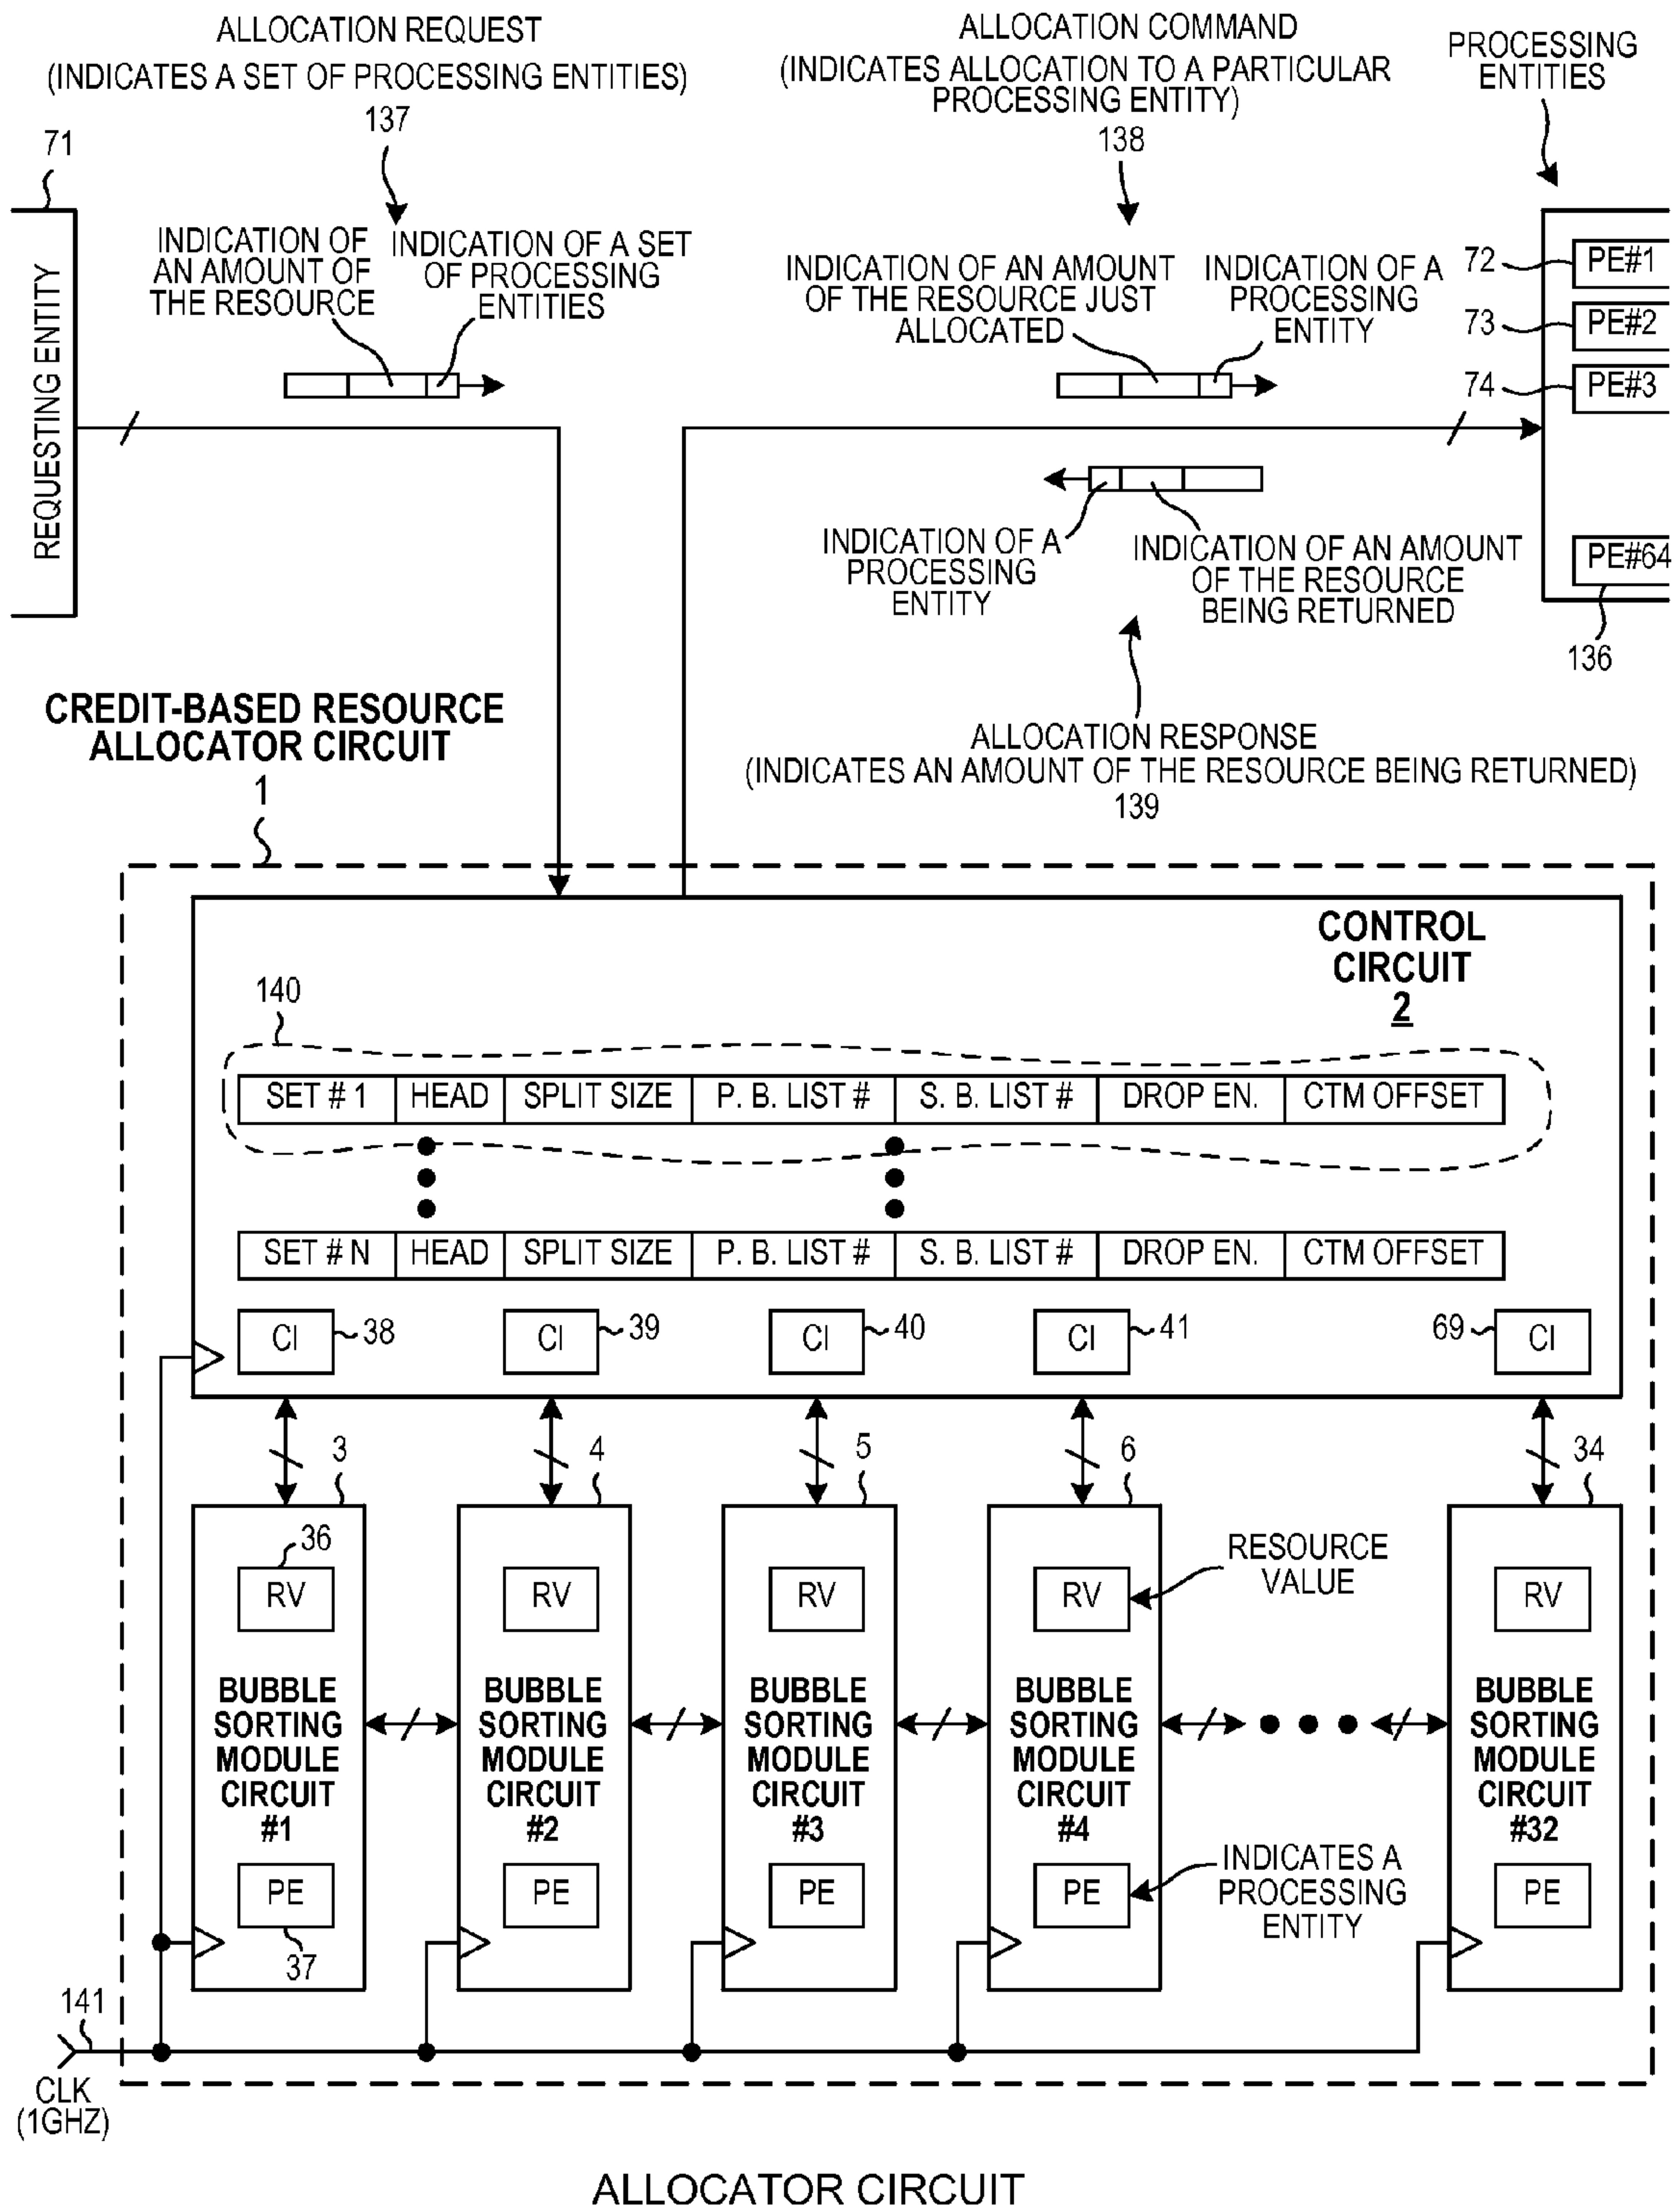 ALLOCATION REQUEST
(INDICATES A SET OF PROCESSING ENTITIES)
137
ALLOCATION COMMAND
(INDICATES ALLOCATION TO A PARTICULAR
PROCESSING ENTITY)
138
PROCESSING
ENTITIES
71
REQUESTING ENTITY
INDICATION OF
AN AMOUNT OF
THE RESOURCE
INDICATION OF A SET
OF PROCESSING
ENTITIES
INDICATION OF AN AMOUNT
OF THE RESOURCE JUST
ALLOCATED
INDICATION OF A
PROCESSING
ENTITY
72
PE#1
73
PE#2
74
PE#3
PE#64
136
INDICATION OF A
PROCESSING
ENTITY
INDICATION OF AN AMOUNT
OF THE RESOURCE
BEING RETURNED
ALLOCATION RESPONSE
(INDICATES AN AMOUNT OF THE RESOURCE BEING RETURNED)
139
CREDIT-BASED RESOURCE
ALLOCATOR CIRCUIT
1
CONTROL
CIRCUIT
2
140
SET # 1 HEAD SPLIT SIZE P. B. LIST # S. B. LIST # DROP EN. CTM OFFSET
SET # N HEAD SPLIT SIZE P. B. LIST # S. B. LIST # DROP EN. CTM OFFSET
CI 38 CI 39 CI 40 CI 41 69 CI
3 4 5 6 34
36
RV RV RV RV RV
RESOURCE
VALUE
BUBBLE
SORTING
MODULE
CIRCUIT
#1
BUBBLE
SORTING
MODULE
CIRCUIT
#2
BUBBLE
SORTING
MODULE
CIRCUIT
#3
BUBBLE
SORTING
MODULE
CIRCUIT
#4
BUBBLE
SORTING
MODULE
CIRCUIT
#32
PE PE PE PE PE
37
INDICATES A
PROCESSING
ENTITY
141
CLK
(1GHZ)
ALLOCATOR CIRCUIT